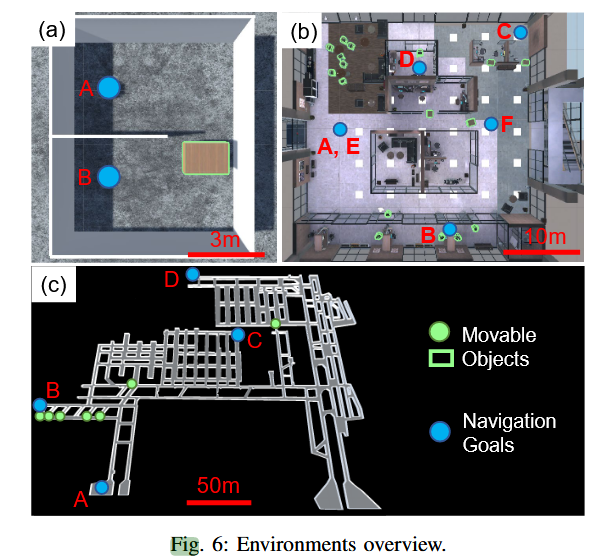 (a)
A
B
3m
(b)
C
D
A, E
F
B
10m
(c)
D
C
B
A
50m
Movable
Objects
Navigation
Goals
Fig. 6: Environments overview.